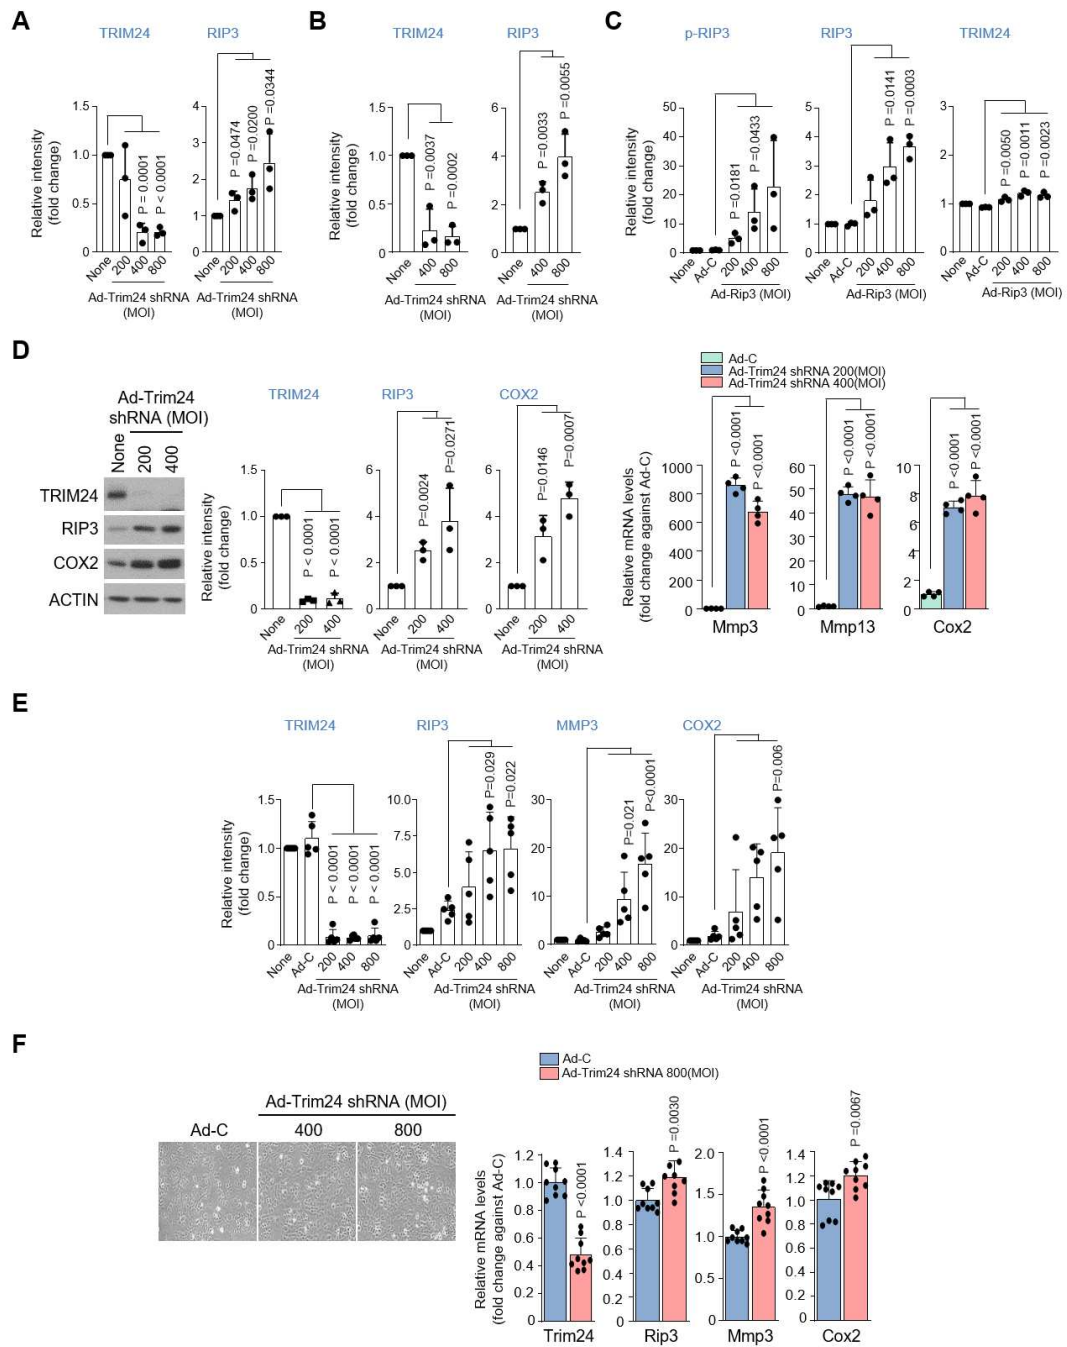 A
TRIM24
Relative intensity
(fold change)
1.5
1.0
0.5
0
P = 0.0001
P < 0.0001
None
200
400
800
Ad-Trim24 shRNA
(MOI)
RIP3
4
3
2
1
0
P =0.0474
P =0.0200
P =0.0344
None
200
400
800
Ad-Trim24 shRNA
(MOI)
B
TRIM24
Relative intensity
(fold change)
1.5
1.0
0.5
0
P =0.0037
P =0.0002
None
400
800
Ad-Trim24 shRNA
(MOI)
RIP3
6
4
2
0
P =0.0033
P =0.0055
None
400
800
Ad-Trim24 shRNA
(MOI)
C
p-RIP3
Relative intensity
(fold change)
50
40
30
20
10
0
P =0.0181
P =0.0433
None
Ad-C
200
400
800
Ad-Rip3 (MOI)
RIP3
5
4
3
2
1
0
P =0.0141
P =0.0003
None
Ad-C
200
400
800
Ad-Rip3 (MOI)
TRIM24
3
2
1
0
P =0.0050
P =0.0011
P =0.0023
None
Ad-C
200
400
800
Ad-Rip3 (MOI)
D
Ad-Trim24
shRNA (MOI)
None
200
400
TRIM24
RIP3
COX2
ACTIN
TRIM24
Relative intensity
(fold change)
1.5
1.0
0.5
0
P < 0.0001
P < 0.0001
None
200
400
Ad-Trim24 shRNA
(MOI)
RIP3
6
4
2
0
P=0.0024
P=0.0271
None
200
400
Ad-Trim24 shRNA
(MOI)
COX2
6
4
2
0
P=0.0146
P=0.0007
None
200
400
Ad-Trim24 shRNA
(MOI)
Ad-C
Ad-Trim24 shRNA 200(MOI)
Ad-Trim24 shRNA 400(MOI)
Relative mRNA levels
(fold change against Ad-C)
1000
800
600
400
200
0
P <0.0001
P <0.0001
Mmp3
60
50
40
30
20
10
0
P <0.0001
P <0.0001
Mmp13
10
8
6
4
2
0
P <0.0001
P <0.0001
Cox2
E
TRIM24
Relative intensity
(fold change)
1.5
1.0
0.5
0
P < 0.0001
P < 0.0001
P < 0.0001
None
Ad-C
200
400
800
Ad-Trim24 shRNA
(MOI)
RIP3
10.0
7.5
5.0
2.5
0
P=0.029
P=0.022
None
Ad-C
200
400
800
Ad-Trim24 shRNA
(MOI)
MMP3
30
20
10
0
P=0.021
P<0.0001
None
Ad-C
200
400
800
Ad-Trim24 shRNA
(MOI)
COX2
30
20
10
0
P=0.006
None
Ad-C
200
400
800
Ad-Trim24 shRNA
(MOI)
F
Ad-Trim24 shRNA (MOI)
Ad-C
400
800
Ad-C
Ad-Trim24 shRNA 800(MOI)
Relative mRNA levels
(fold change against Ad-C)
1.2
1.0
0.8
0.6
0.4
0.2
0
P <0.0001
Trim24
1.4
1.2
1.0
0.8
0.6
0.4
0.2
0
P =0.0030
Rip3
2.0
1.5
1.0
0.5
0
P <0.0001
Mmp3
1.4
1.2
1.0
0.8
0.6
0.4
0.2
0
P =0.0067
Cox2